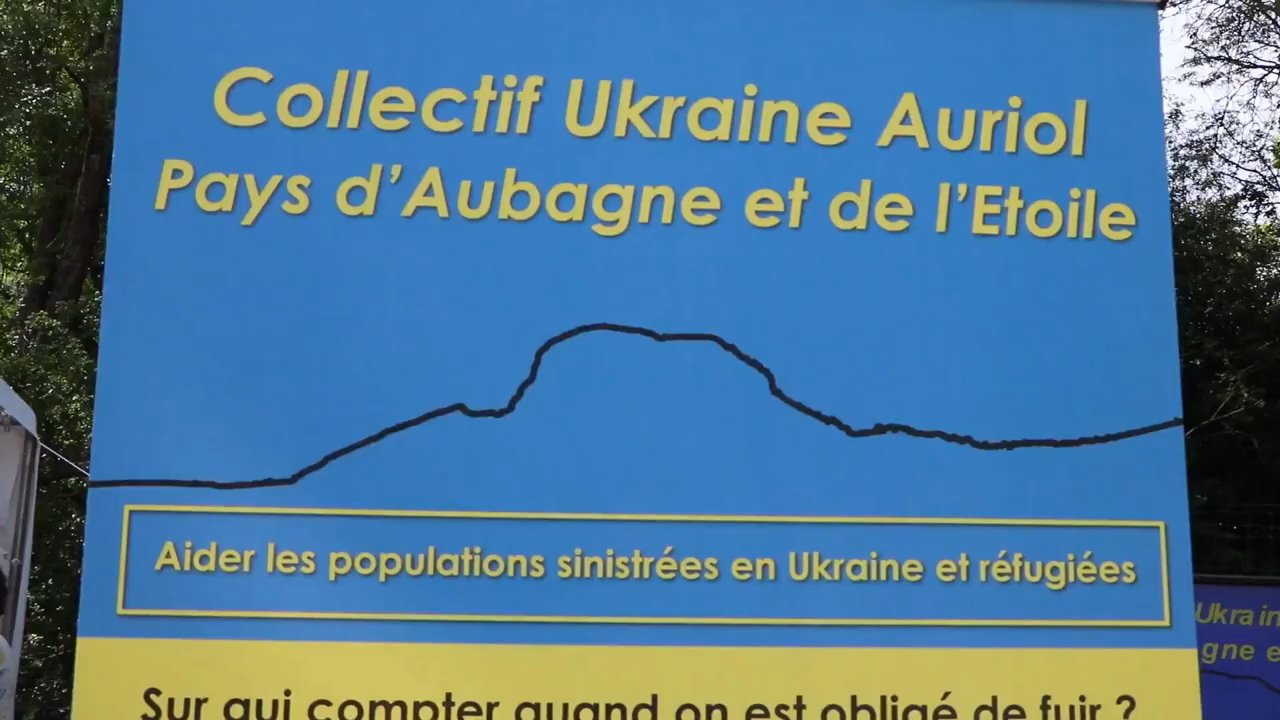 Collectif Ukraine Auriol
Pays d'Aubagne et de l'Etoile
Aider les populations sinistrées en Ukraine et réfugiées
Sur qui compter quand on est obligé de fuir ?